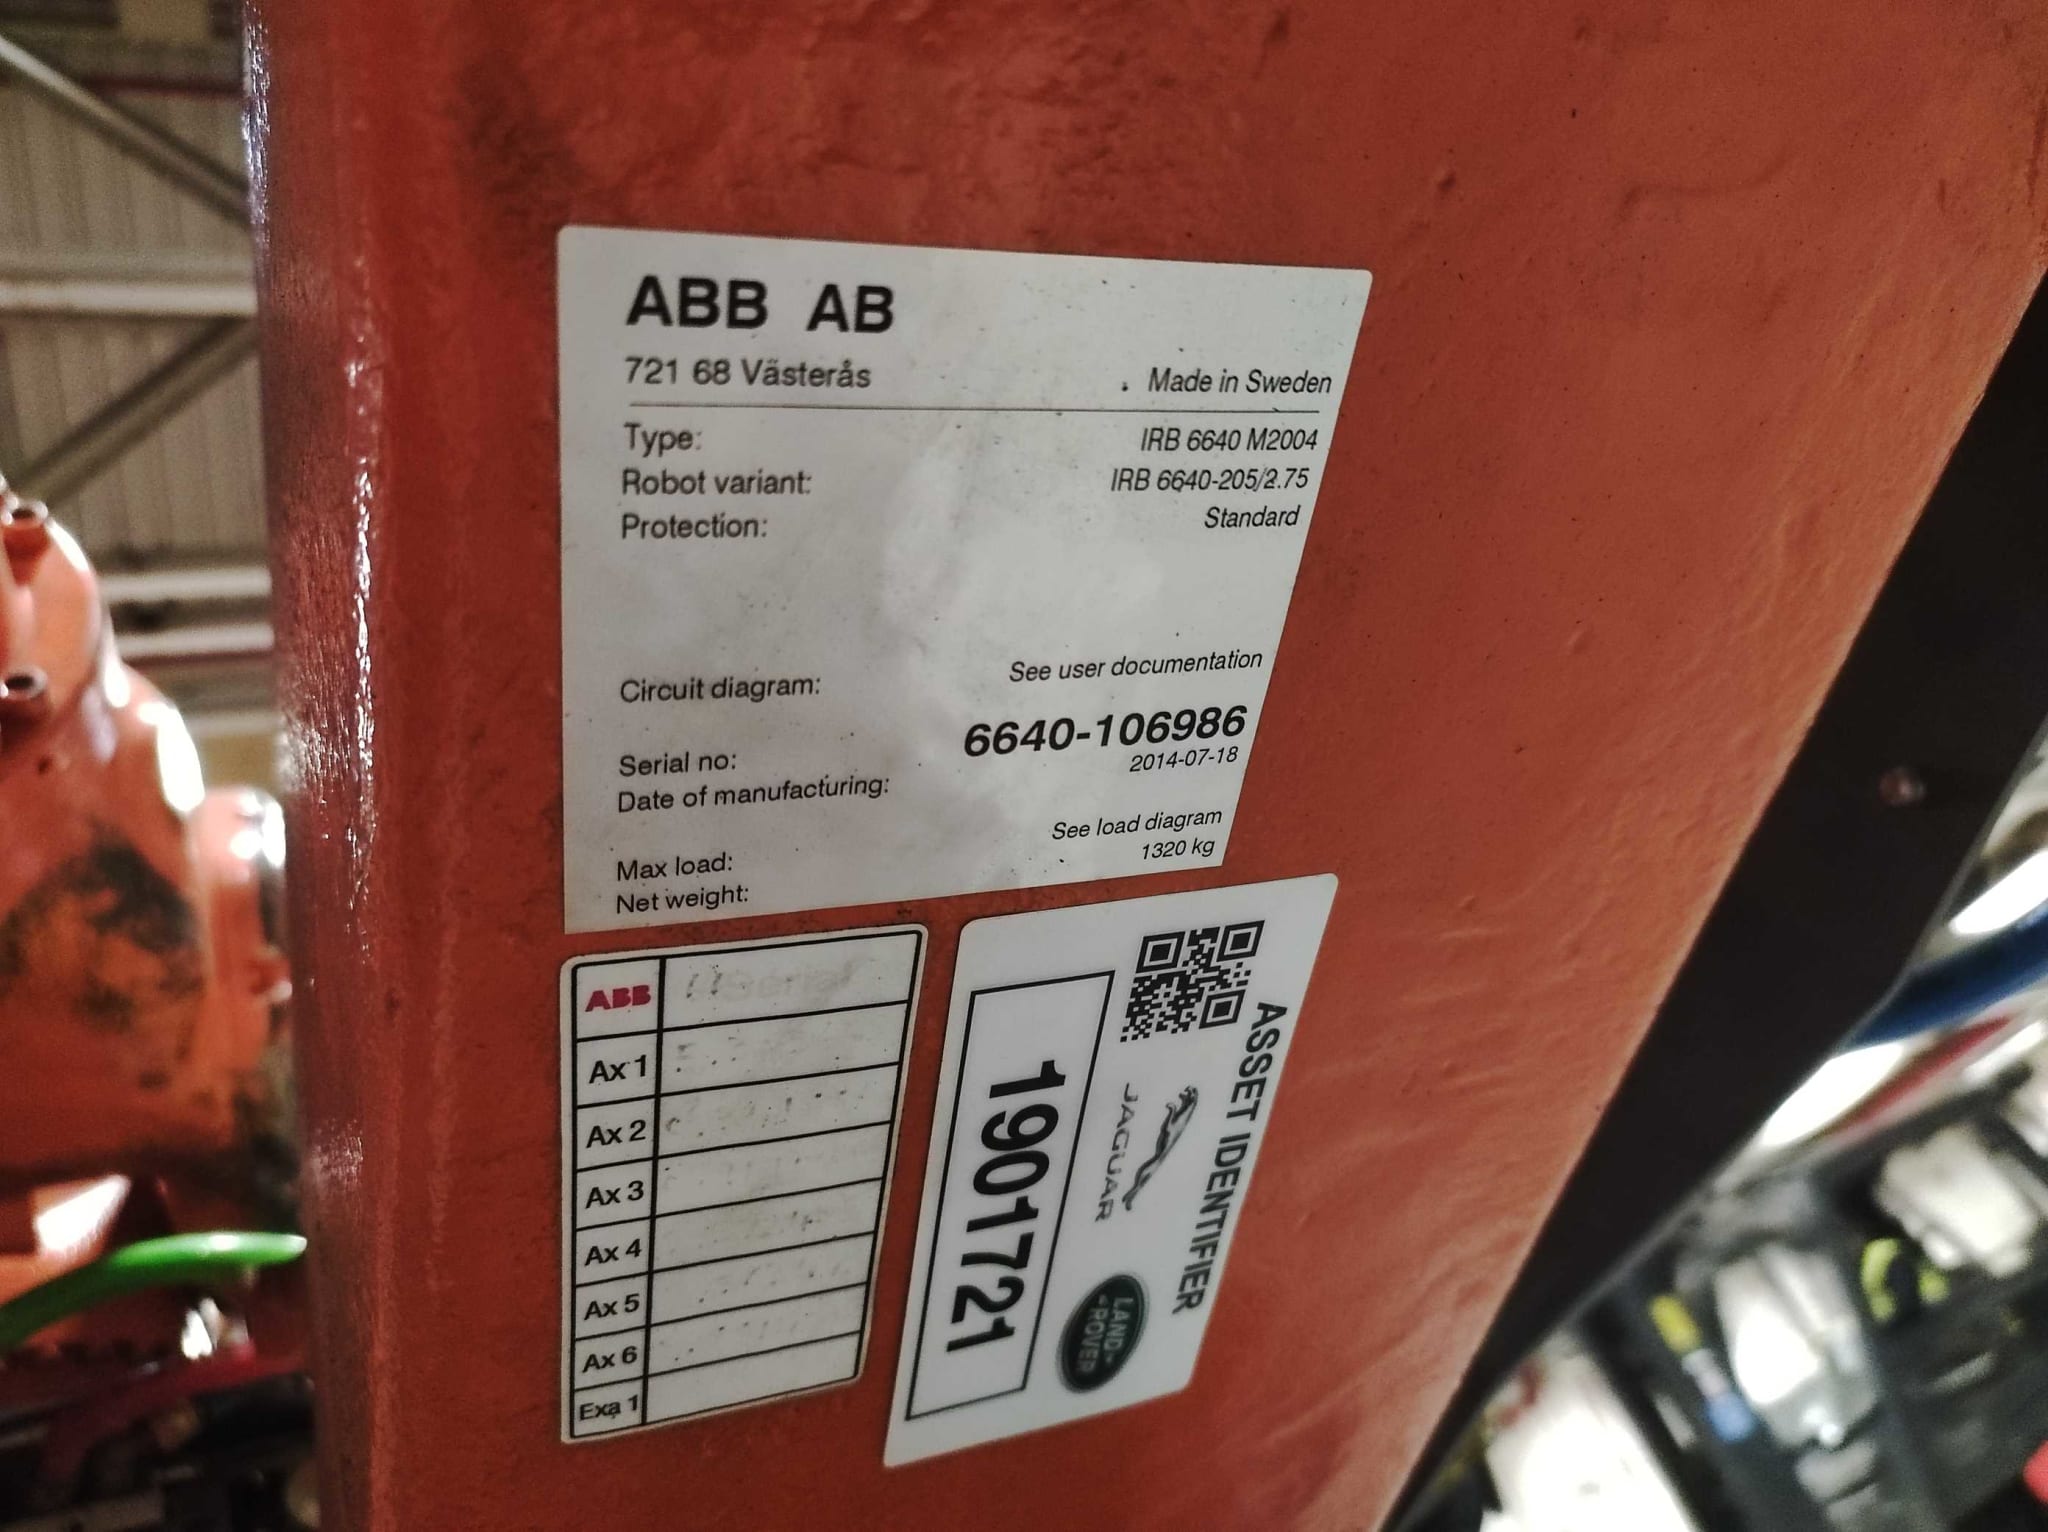 ABB AB
721 68 Västerås Made in Sweden
Type: IRB 6640 M2004
Robot variant: IRB 6640-205/2.75
Protection: Standard
Circuit diagram: See user documentation
Serial no: 6640-106986
Date of manufacturing: 2014-07-18
Max load: See load diagram
Net weight: 1320 kg
ABB
Ax 1
Ax 2
Ax 3
Ax 4
Ax 5
Ax 6
Exa 1
ASSET IDENTIFIER
JAGUAR
LAND-
ROVER
1901721